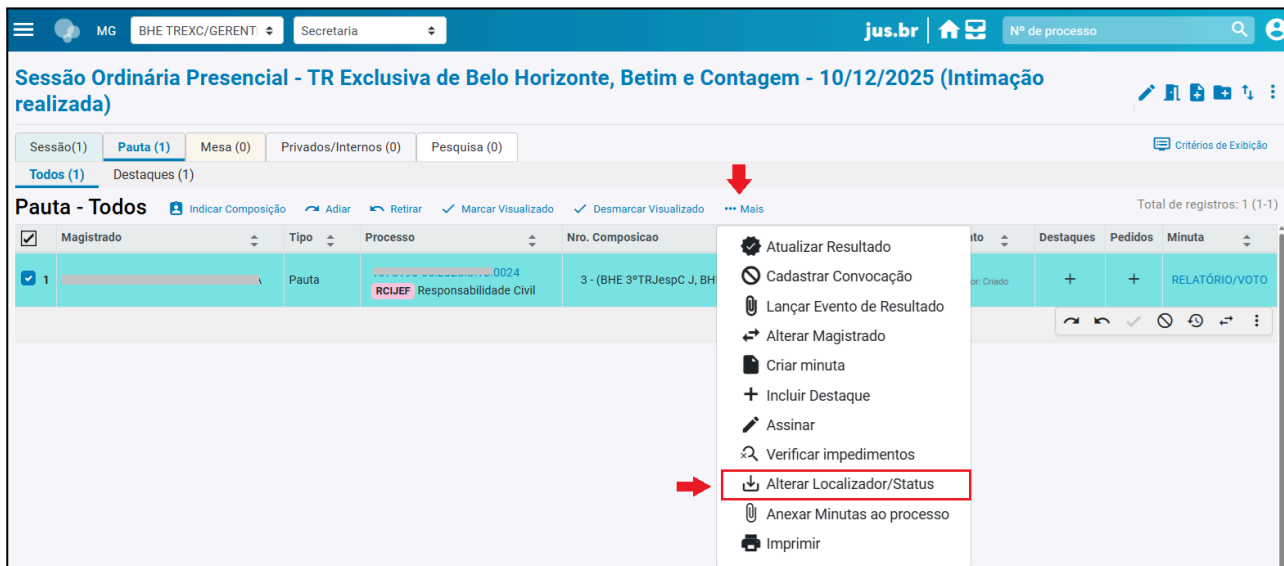 MG BHE TREXC/GERENTI Secretaria jus.br Nº de processo
Sessão Ordinária Presencial - TR Exclusiva de Belo Horizonte, Betim e Contagem - 10/12/2025 (Intimação
realizada)
Sessão(1) Pauta (1) Mesa (0) Privados/Internos (0) Pesquisa (0) Critérios de Exibição
Todos (1) Destaques (1)
Pauta - Todos Indicar Composição Adiar Retirar Marcar Visualizado Desmarcar Visualizado ••• Mais Total de registros: 1 (1-1)
Magistrado Tipo Processo Nro. Composicao Destaques Pedidos Minuta
1 Pauta .0024 3 - (BHE 3ºTRJespC J, BH or: Criado + + RELATÓRIO/VOTO
RCIJEF Responsabilidade Civil
Atualizar Resultado
Cadastrar Convocação
Lançar Evento de Resultado
Alterar Magistrado
Criar minuta
Incluir Destaque
Assinar
Verificar impedimentos
Alterar Localizador/Status
Anexar Minutas ao processo
Imprimir